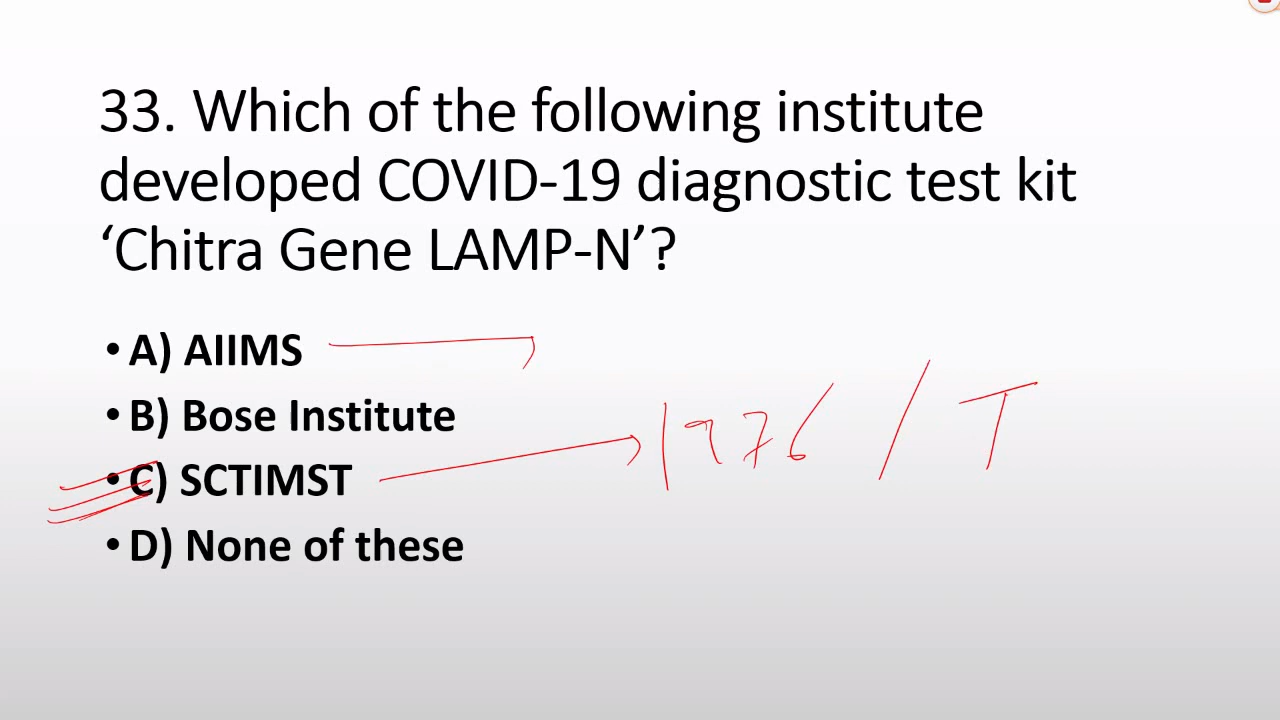 33. Which of the following institute
developed COVID-19 diagnostic test kit
‘Chitra Gene LAMP-N’?
• A) AIIMS
• B) Bose Institute
• C) SCTIMST
• D) None of these
1976 / T